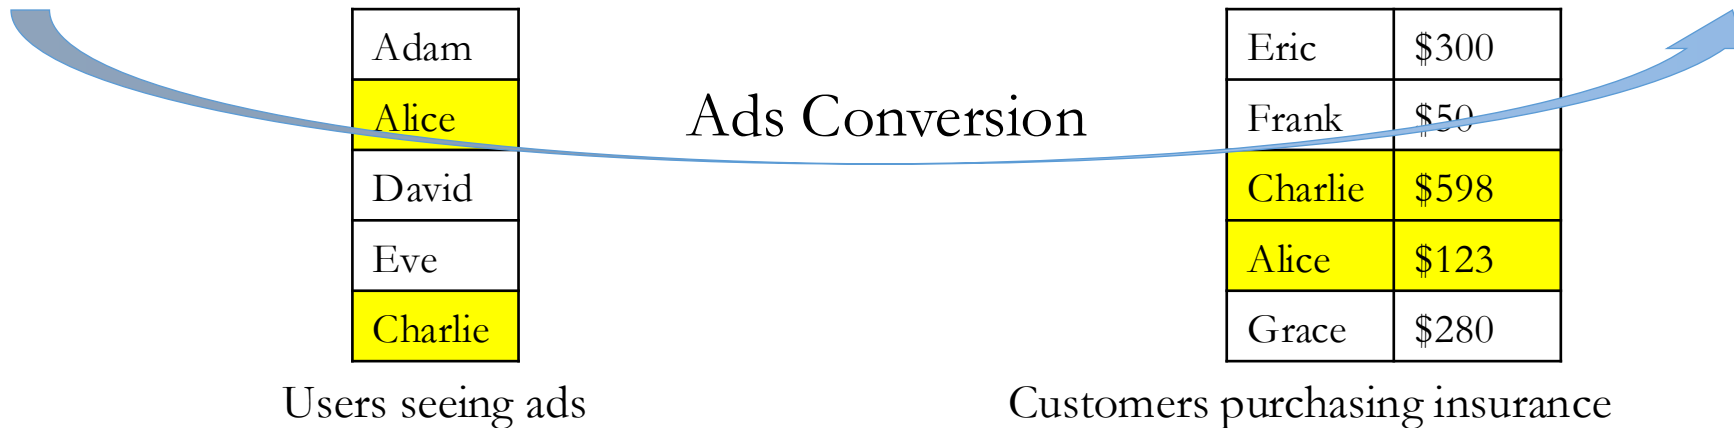 Adam
Alice
David
Eve
Charlie
Users seeing ads
Ads Conversion
Eric $300
Frank $50
Charlie $598
Alice $123
Grace $280
Customers purchasing insurance